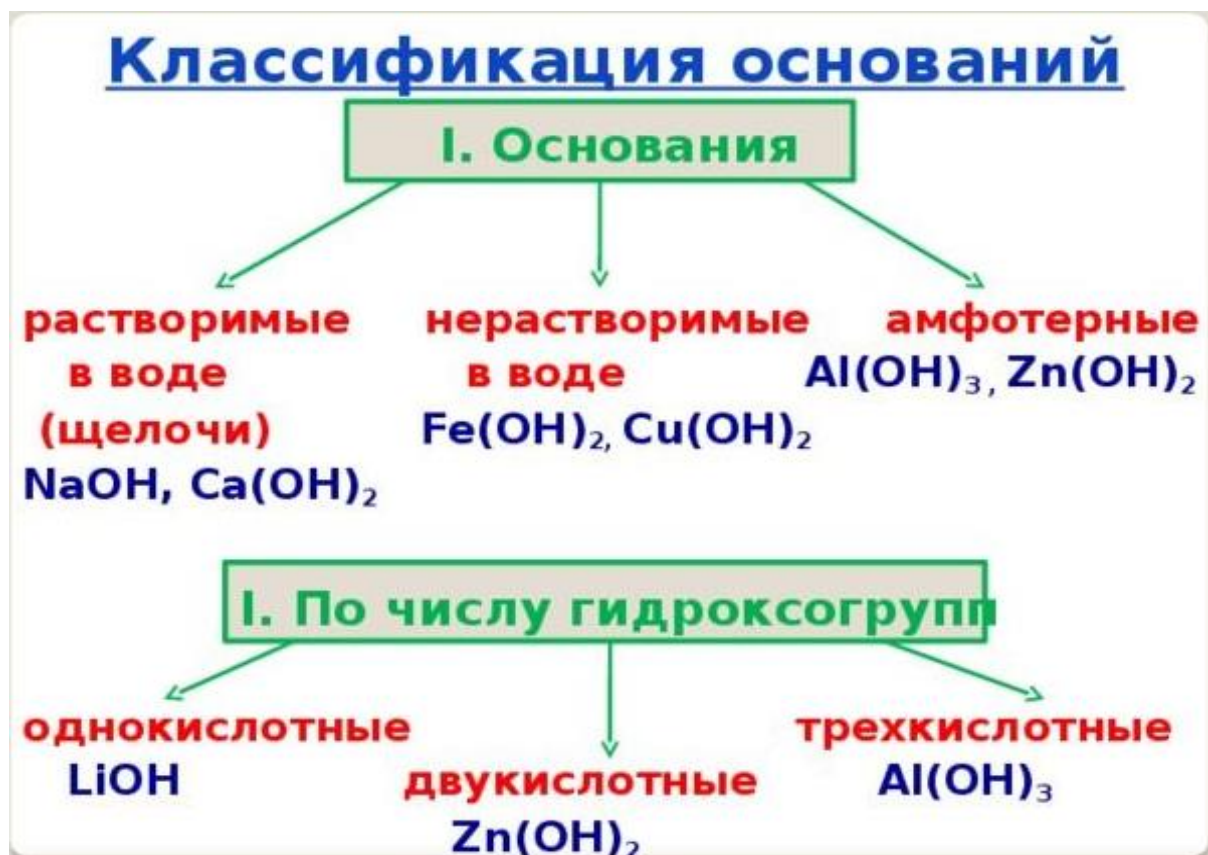 Классификация оснований
I. Основания
растворимые
в воде
(щелочи)
NaOH, Ca(OH)₂
нерастворимые
в воде
Fe(OH)₂, Cu(OH)₂
амфотерные
Al(OH)₃, Zn(OH)₂
I. По числу гидроксогрупп
однокислотные
LiOH
двукислотные
Zn(OH)₂
трехкислотные
Al(OH)₃